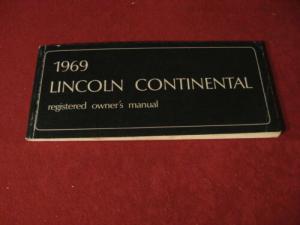 1969
LINCOLN CONTINENTAL
registered owner's manual